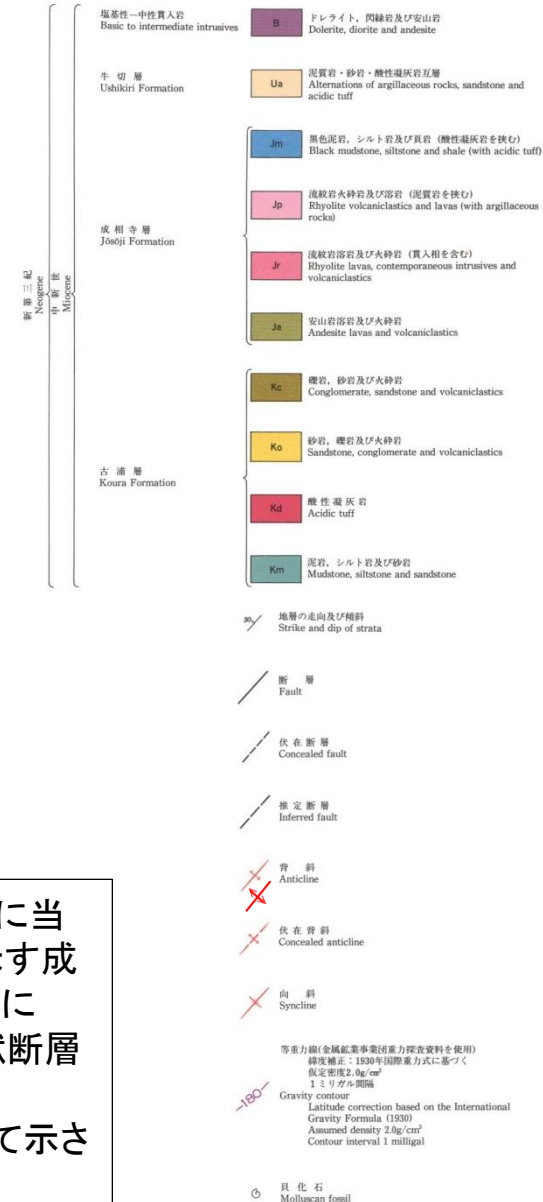 塩基性—中性貫入岩
Basic to intermediate intrusives
B
ドレライト，閃緑岩及び安山岩
Dolerite, diorite and andesite
牛切層
Ushikiri Formation
Ua
泥質岩・砂岩・酸性凝灰岩互層
Alternations of argillaceous rocks, sandstone and
acidic tuff
新第三紀
Neogene
中新世
Miocene
成相寺層
Jōsōji Formation
Jm
黒色泥岩，シルト岩及び頁岩（酸性凝灰岩を挟む）
Black mudstone, siltstone and shale (with acidic tuff)
Jp
流紋岩火砕岩及び溶岩（泥質岩を挟む）
Rhyolite volcaniclastics and lavas (with argillaceous
rocks)
Jr
流紋岩溶岩及び火砕岩（貫入相を含む）
Rhyolite lavas, contemporaneous intrusives and
volcaniclastics
Ja
安山岩溶岩及び火砕岩
Andesite lavas and volcaniclastics
古浦層
Koura Formation
Kc
礫岩，砂岩及び火砕岩
Conglomerate, sandstone and volcaniclastics
Ko
砂岩，礫岩及び火砕岩
Sandstone, conglomerate and volcaniclastics
Kd
酸性凝灰岩
Acidic tuff
Km
泥岩，シルト岩及び砂岩
Mudstone, siltstone and sandstone
30
地層の走向及び傾斜
Strike and dip of strata
断層
Fault
伏在断層
Concealed fault
推定断層
Inferred fault
背斜
Anticline
伏在背斜
Concealed anticline
向斜
Syncline
—180—
等重力線(金属鉱業事業団重力探査資料を使用)
緯度補正：1930年国際重力式に基づく
仮定密度2.0g/cm³
1ミリガル間隔
Gravity contour
Latitude correction based on the International
Gravity Formula (1930)
Assumed density 2.0g/cm³
Contour interval 1 milligal
貝化石
Molluscan fossil
に当
す成
に
断層
て示さ